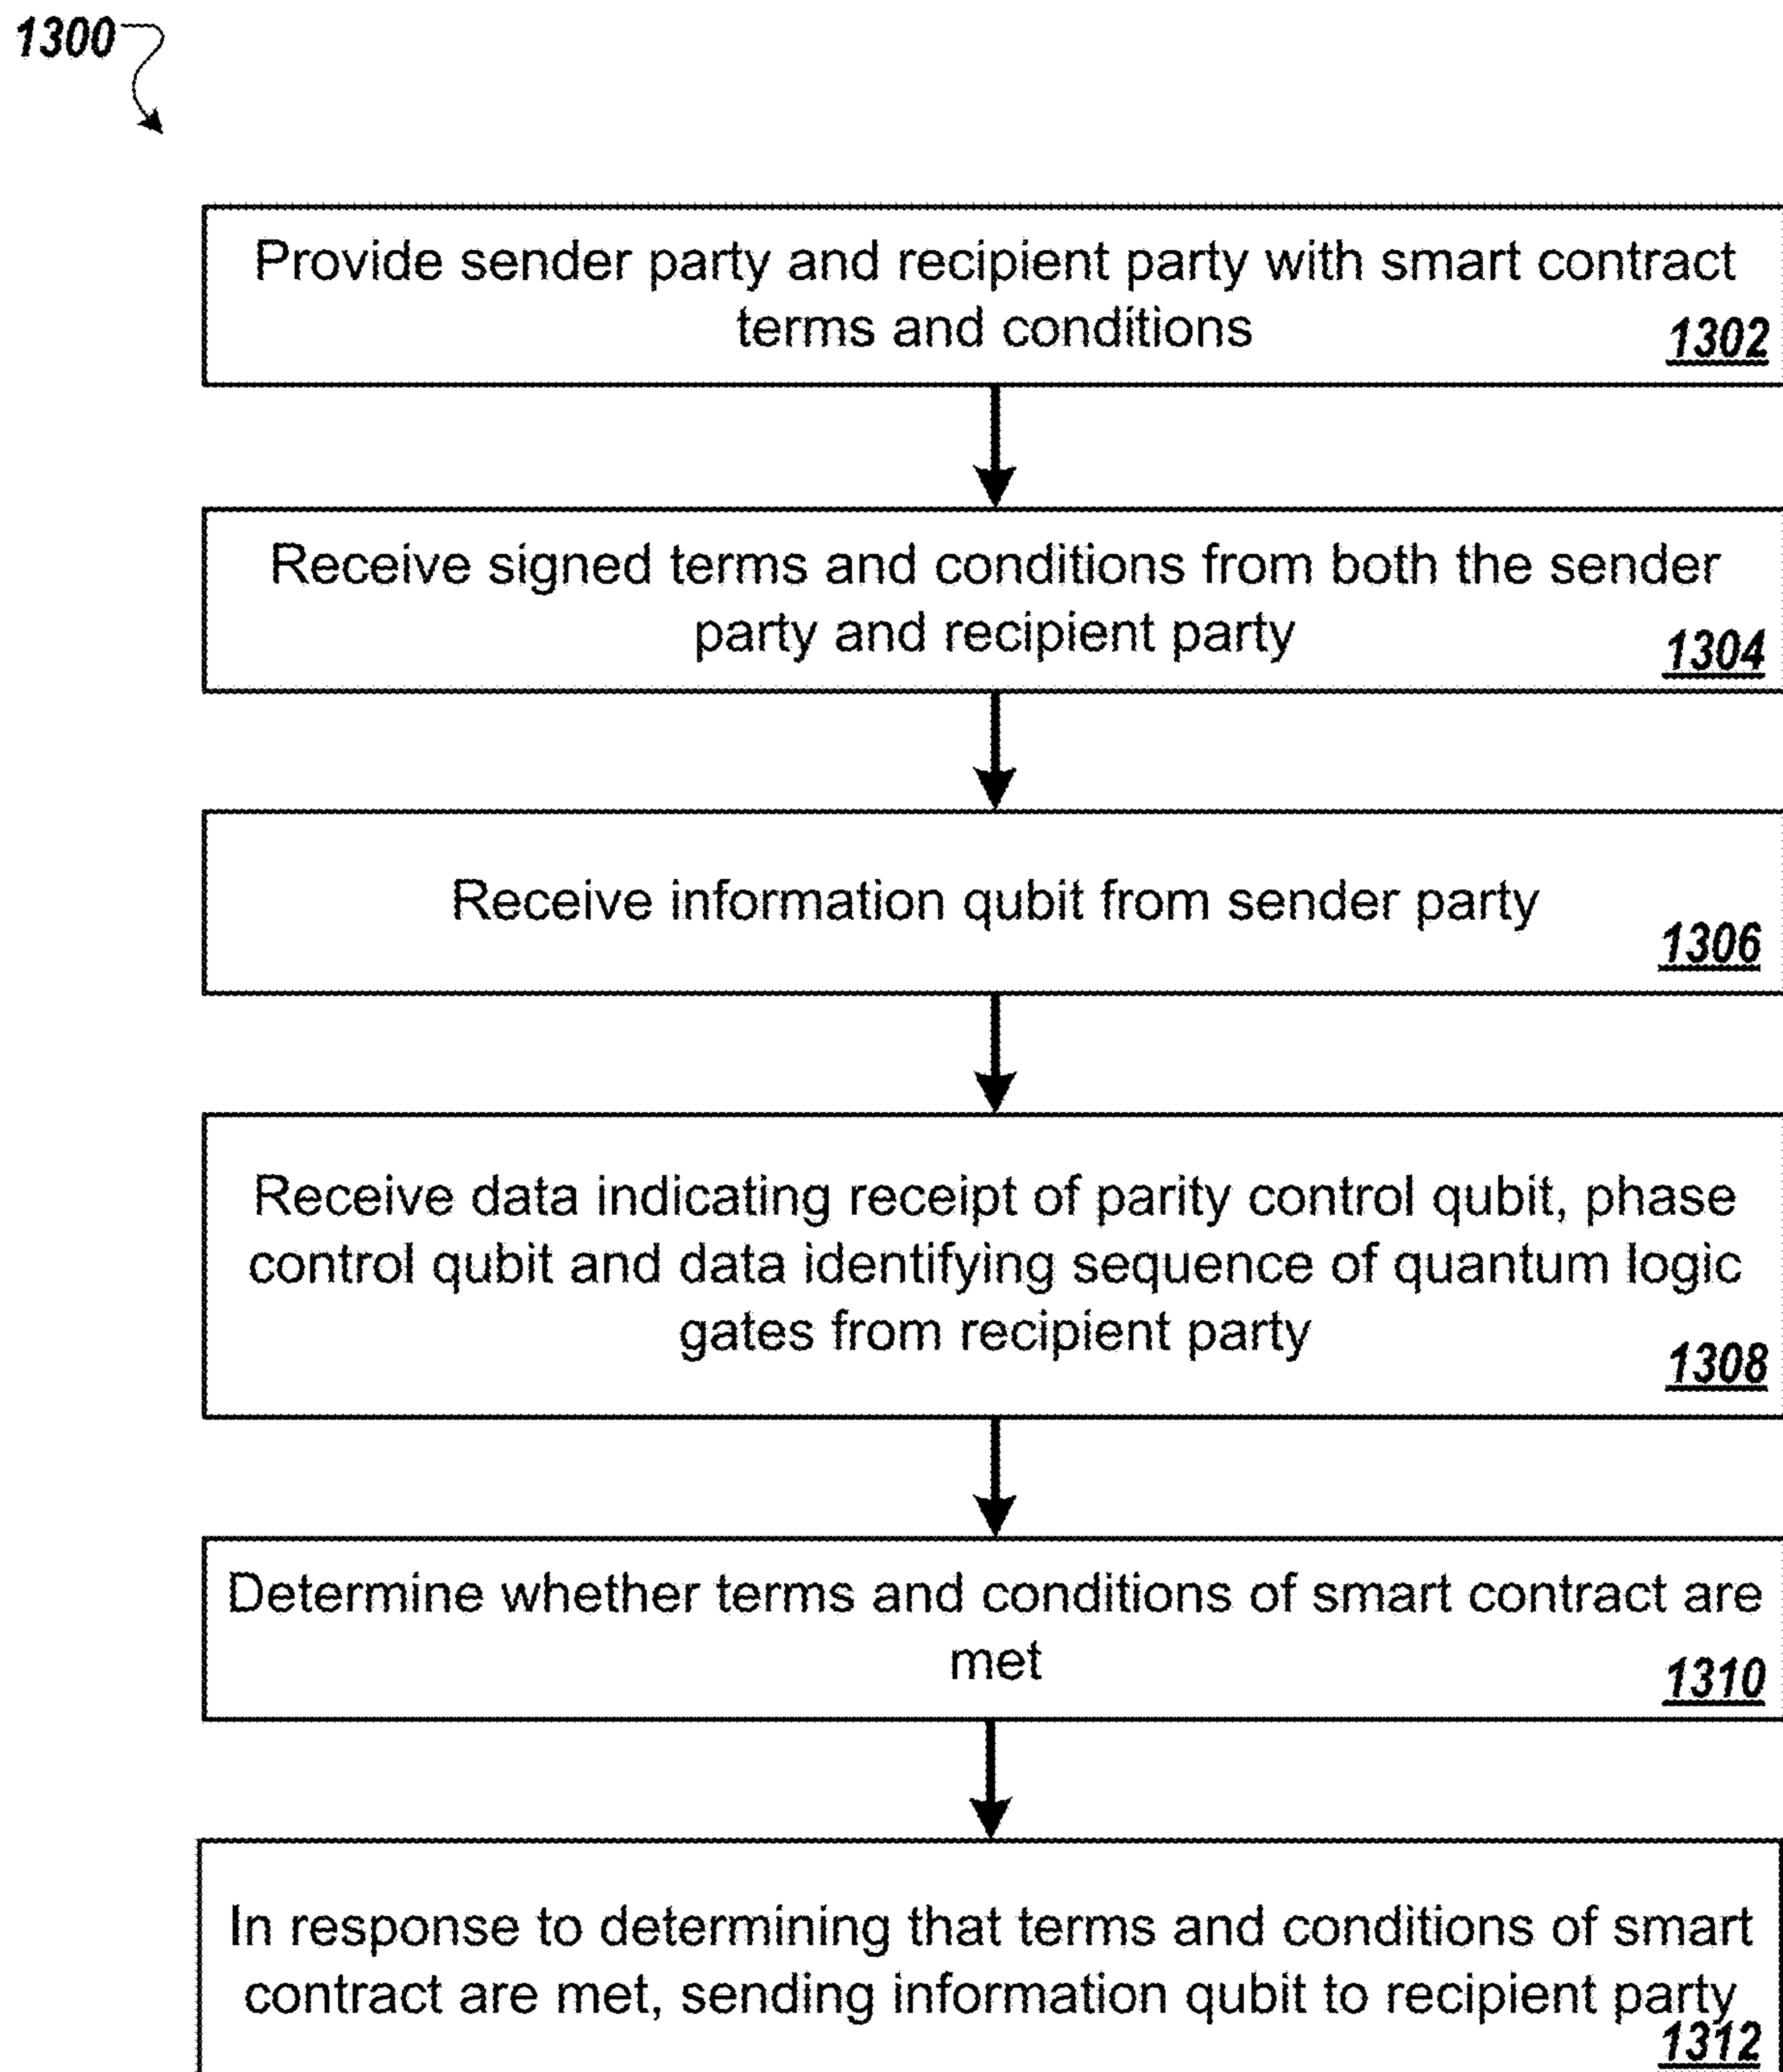 1300
Provide sender party and recipient party with smart contract
terms and conditions
1302
Receive signed terms and conditions from both the sender
party and recipient party
1304
Receive information qubit from sender party
1306
Receive data indicating receipt of parity control qubit, phase
control qubit and data identifying sequence of quantum logic
gates from recipient party
1308
Determine whether terms and conditions of smart contract are
met
1310
In response to determining that terms and conditions of smart
contract are met, sending information qubit to recipient party
1312